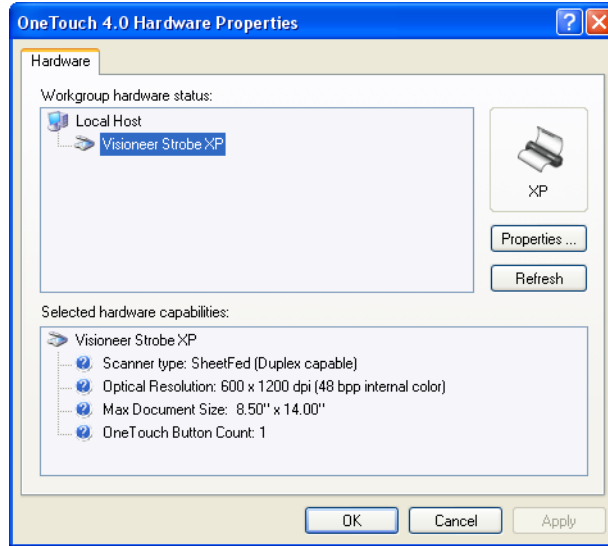 OneTouch 4.0 Hardware Properties
Hardware
Workgroup hardware status:
Local Host
Visioneer Strobe XP
XP
Properties ...
Refresh
Selected hardware capabilities:
Visioneer Strobe XP
Scanner type: SheetFed (Duplex capable)
Optical Resolution: 600 x 1200 dpi (48 bpp internal color)
Max Document Size: 8.50'' x 14.00''
OneTouch Button Count: 1
OK Cancel Apply